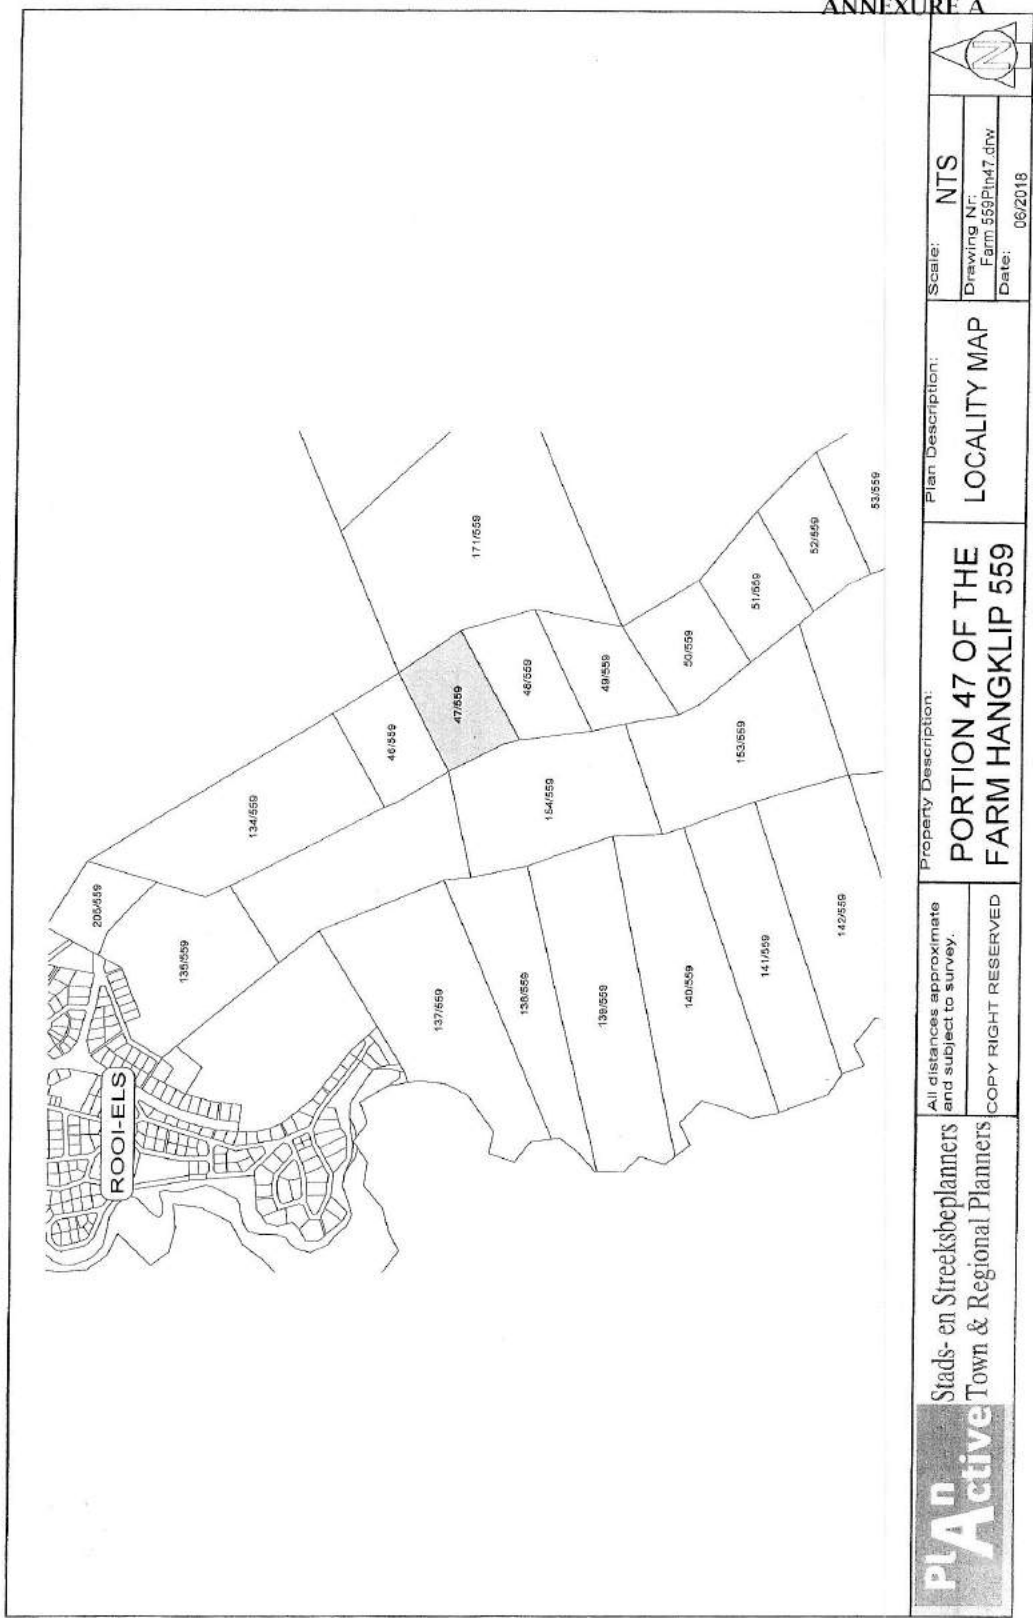 ANNEXURE A
ROOI-ELS
205/559
135/559
134/559
46/559
47/559
171/559
48/559
49/559
50/559
51/559
52/559
53/559
154/559
153/559
137/559
138/559
139/559
140/559
141/559
142/559
PlAn
Active
Stads- en Streeksbeplanners
Town & Regional Planners
All distances approximate
and subject to survey.
COPY RIGHT RESERVED
Property Description:
PORTION 47 OF THE
FARM HANGKLIP 559
Plan Description:
LOCALITY MAP
Scale: NTS
Drawing Nr:
Farm 559Ptn47.drw
Date:
06/2018
N